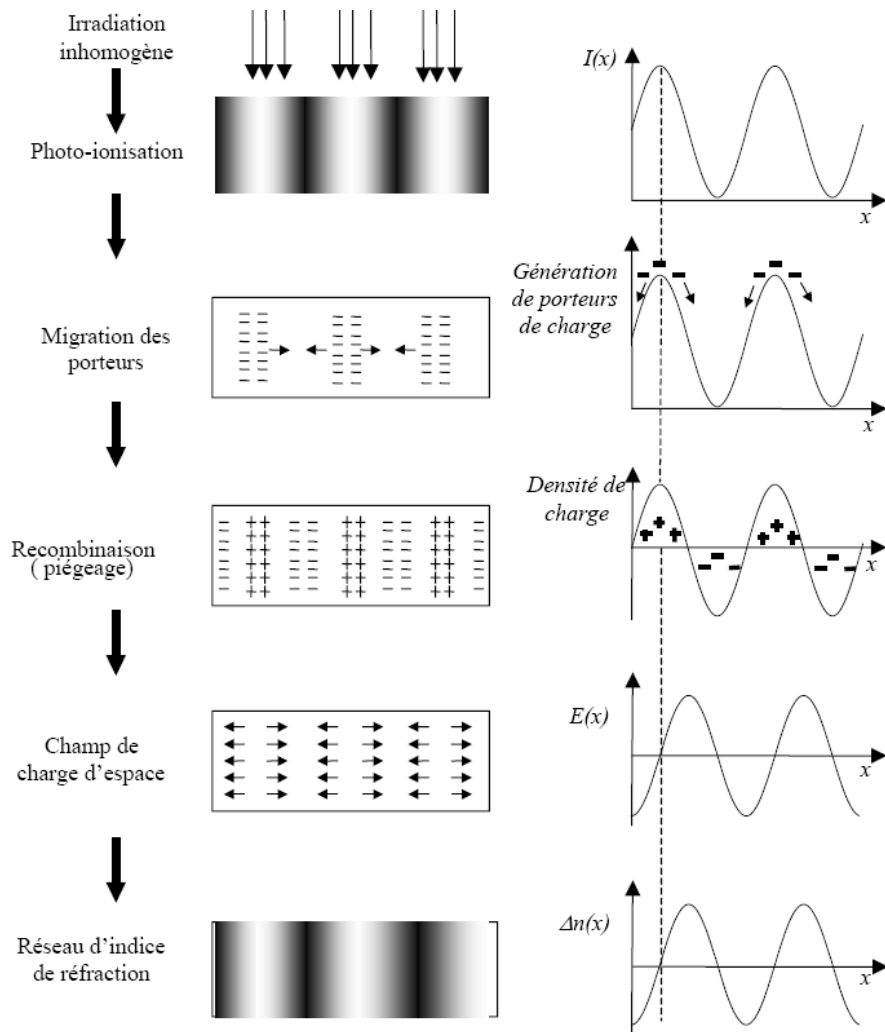 Irradiation
inhomogène
I(x)
Photo-ionisation
x
Génération
de porteurs
de charge
Migration des
porteurs
x
Densité de
charge
Recombinaison
( piégeage)
x
E(x)
Champ de
charge d’espace
x
Δn(x)
Réseau d’indice
de réfraction
x